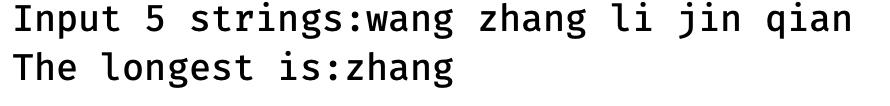 Input 5 strings:wang zhang li jin qian
The longest is:zhang